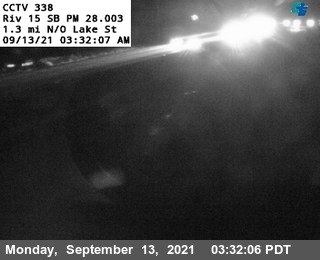 CCTV 338
Riv 15 SB PM 28.003
1.3 mi N/O Lake St
09/13/21 03:32:07 AM
Monday, September 13, 2021 03:32:06 PDT